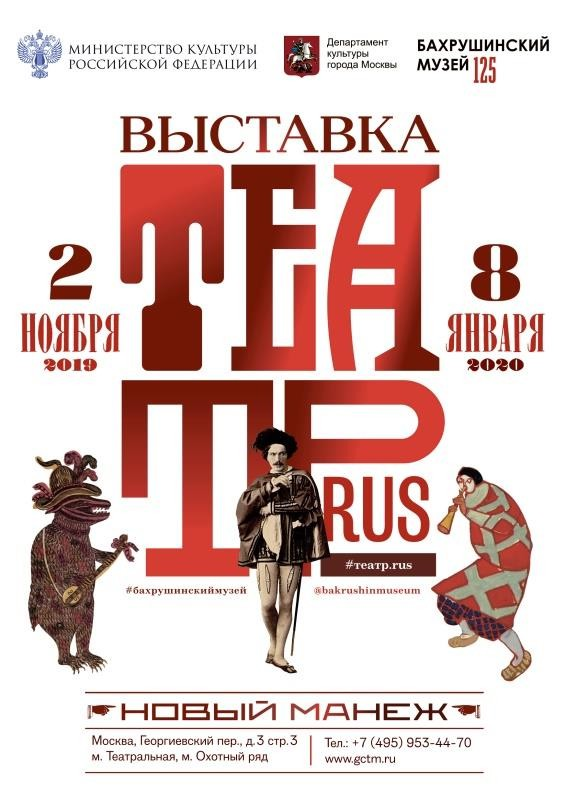 МИНИСТЕРСТВО КУЛЬТУРЫ
РОССИЙСКОЙ ФЕДЕРАЦИИ
Департамент
культуры
города Москвы
БАХРУШИНСКИЙ
МУЗЕЙ 125
ВЫСТАВКА
ТЕА
ТР
RUS
2
НОЯБРЯ
2019
8
ЯНВАРЯ
2020
#театр.rus
#бахрушинскиймузей
@bakrushinmuseum
НОВЫЙ МАНЕЖ
Москва, Георгиевский пер., д.3 стр.3
м. Театральная, м. Охотный ряд
Тел.: +7 (495) 953-44-70
www.gctm.ru